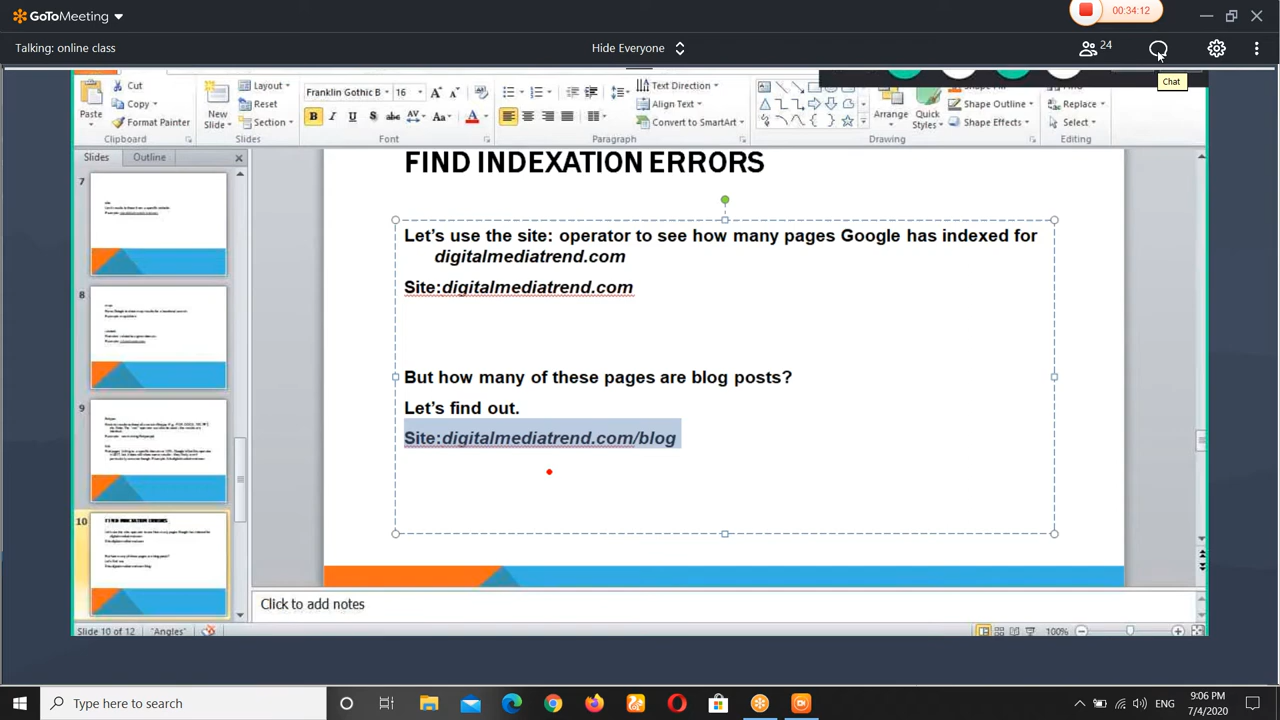 GoToMeeting
00:34:12
Talking: online class
Hide Everyone
24
Chat
Paste
Cut
Copy
Format Painter
Clipboard
New Slide
Layout
Reset
Section
Slides
Franklin Gothic B
16
B I U S abc AV Aa A
Font
Text Direction
Align Text
Convert to SmartArt
Paragraph
Arrange
Quick Styles
Shape Fill
Shape Outline
Shape Effects
Drawing
Replace
Select
Editing
Slides
Outline
7
8
9
10
FIND INDEXATION ERRORS
Let's use the site: operator to see how many pages Google has indexed for
digitalmediatrend.com
Site:digitalmediatrend.com
But how many of these pages are blog posts?
Let's find out.
Site:digitalmediatrend.com/blog
Click to add notes
Slide 10 of 12
"Angles"
100%
Type here to search
ENG
9:06 PM
7/4/2020